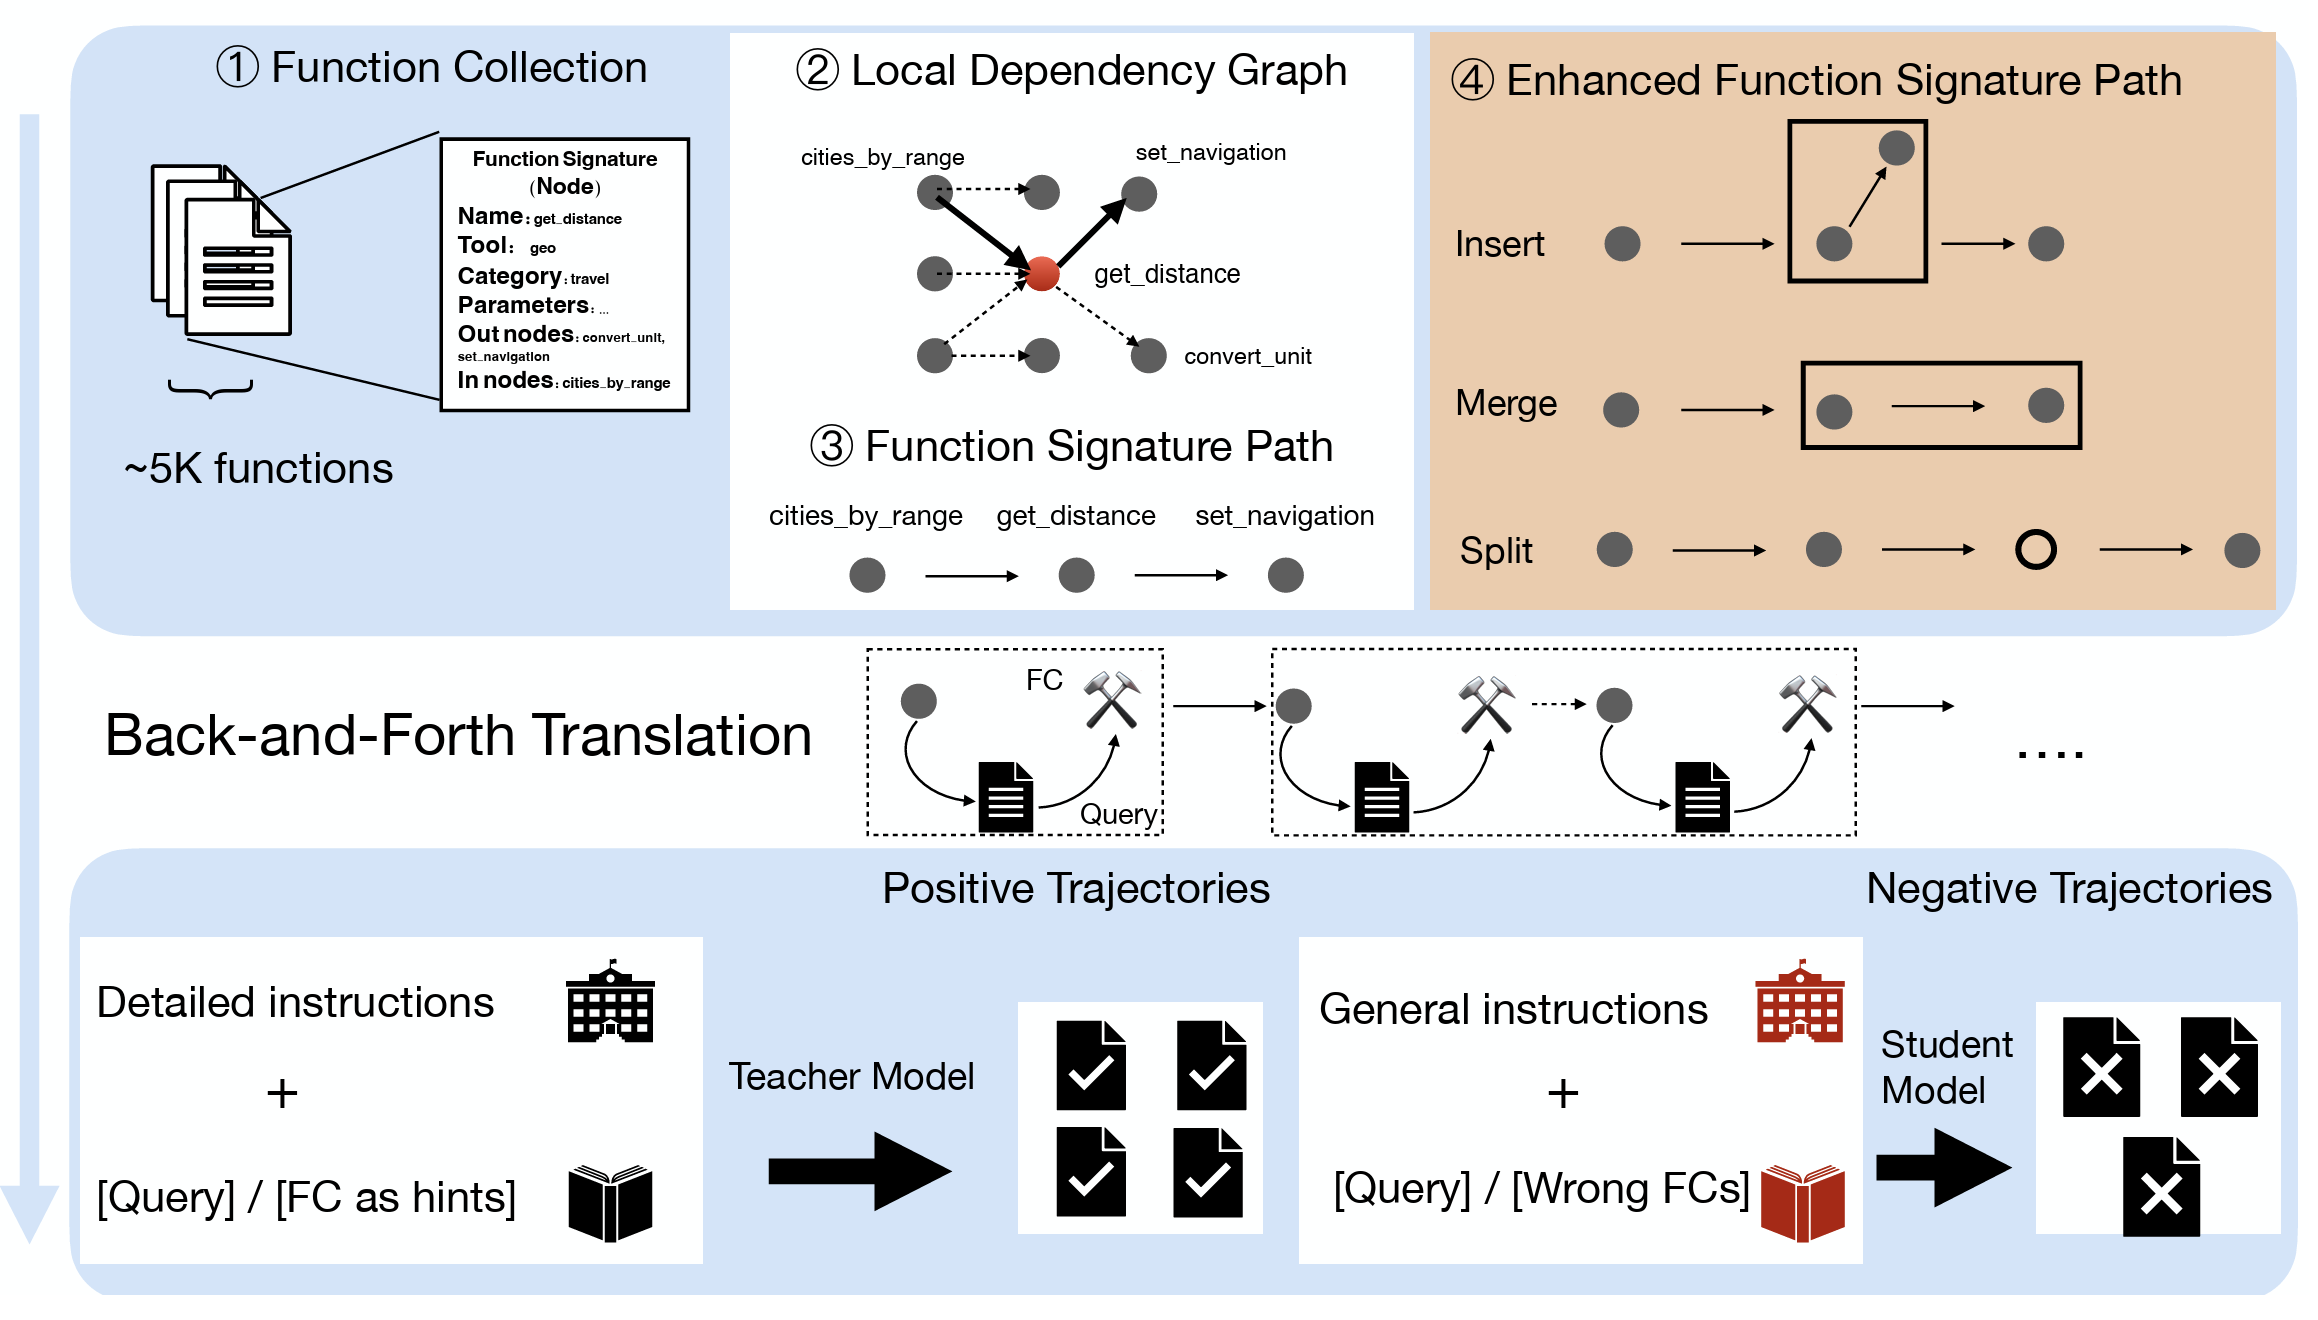 ① Function Collection
Function Signature
(Node)
Name: get_distance
Tool: geo
Category: travel
Parameters: ...
Out nodes: convert_unit,
set_navigation
In nodes: cities_by_range
~5K functions
② Local Dependency Graph
cities_by_range
set_navigation
get_distance
convert_unit
③ Function Signature Path
cities_by_range get_distance set_navigation
④ Enhanced Function Signature Path
Insert
Merge
Split
Back-and-Forth Translation
FC
Query
....
Positive Trajectories
Negative Trajectories
Detailed instructions
+
[Query] / [FC as hints]
Teacher Model
General instructions
+
[Query] / [Wrong FCs]
Student
Model